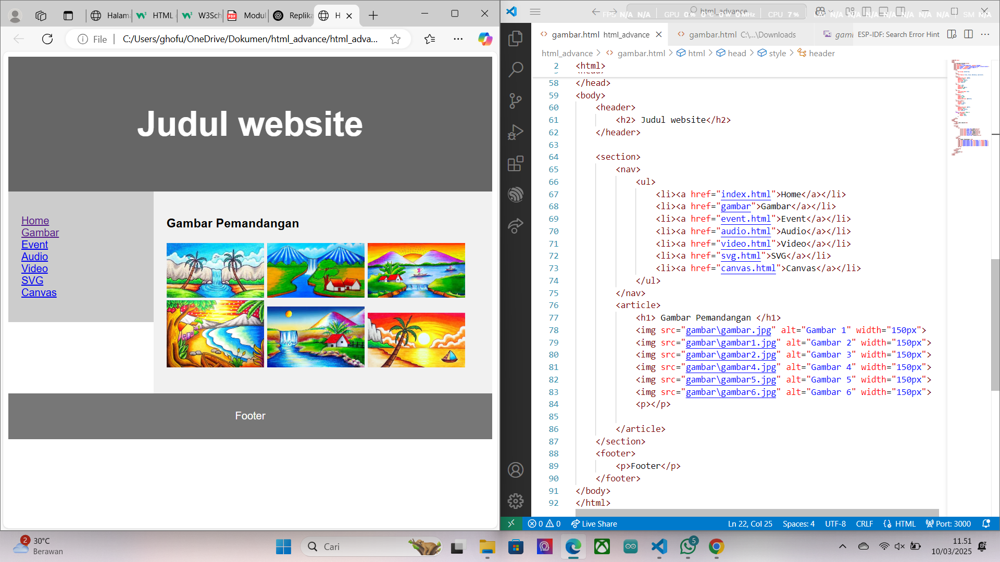 Halam
HTML
W3Sch
Modul
Replika
H
File
C:/Users/ghofu/OneDrive/Dokumen/html_advance/html_adva...
Judul website
Home
Gambar
Event
Audio
Video
SVG
Canvas
Gambar Pemandangan
Footer
html_advance
FPS N/A N/A GPU 0% 0°C 0 W 0 MHz CPU 7 %
gambar.html html_advance
gambar.html C:\...\Downloads
ESP-IDF: Search Error Hint
html_advance > gambar.html > html > head > style > header
2 <html>
58 </head>
59 <body>
60 <header>
61 <h2> Judul website</h2>
62 </header>
63
64 <section>
65 <nav>
66 <ul>
67 <li><a href="index.html">Home</a></li>
68 <li><a href="gambar">Gambar</a></li>
69 <li><a href="event.html">Event</a></li>
70 <li><a href="audio.html">Audio</a></li>
71 <li><a href="video.html">Video</a></li>
72 <li><a href="svg.html">SVG</a></li>
73 <li><a href="canvas.html">Canvas</a></li>
74 </ul>
75 </nav>
76 <article>
77 <h1> Gambar Pemandangan </h1>
78 <img src="gambar\gambar.jpg" alt="Gambar 1" width="150px">
79 <img src="gambar\gambar1.jpg" alt="Gambar 2" width="150px">
80 <img src="gambar\gambar2.jpg" alt="Gambar 3" width="150px">
81 <img src="gambar\gambar4.jpg" alt="Gambar 4" width="150px">
82 <img src="gambar\gambar5.jpg" alt="Gambar 5" width="150px">
83 <img src="gambar\gambar6.jpg" alt="Gambar 6" width="150px">
84 <p></p>
85
86 </article>
87 </section>
88 <footer>
89 <p>Footer</p>
90 </footer>
91 </body>
92 </html>
0 0 Live Share
Ln 22, Col 25 Spaces: 4 UTF-8 CRLF HTML Port: 3000
2
30°C
Berawan
Cari
5
11.51
10/03/2025